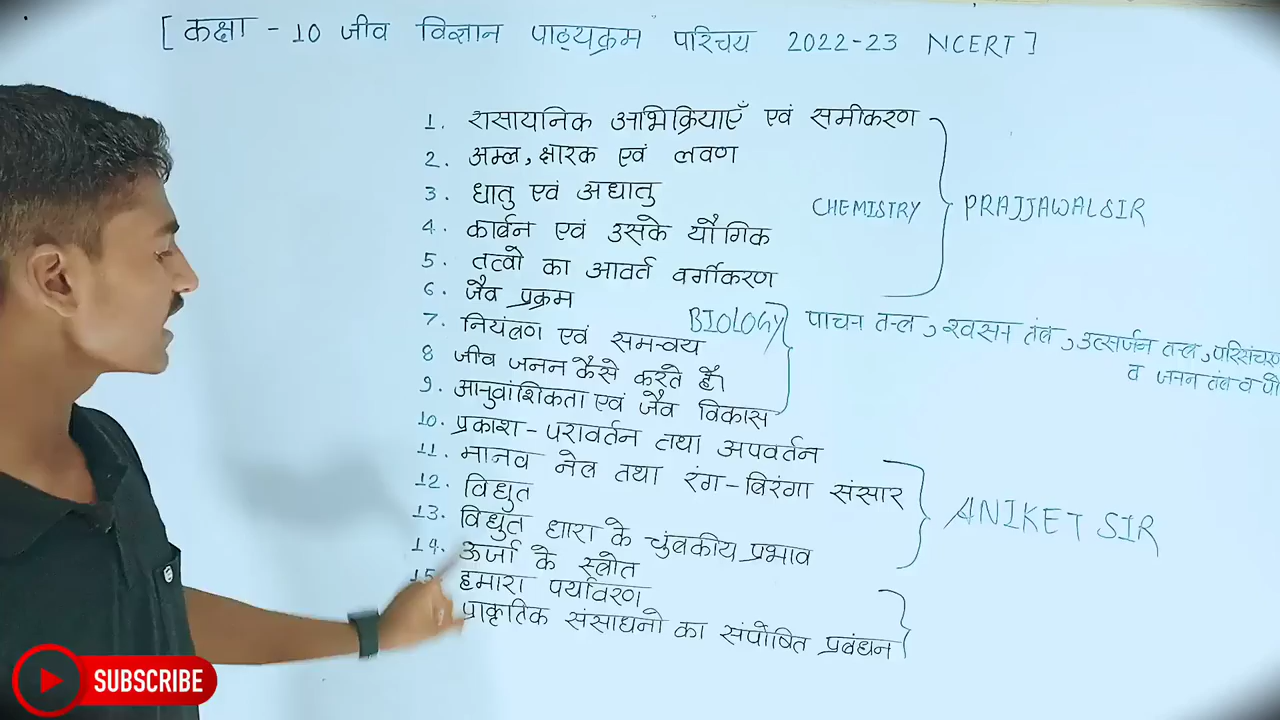 [ कक्षा - 10 जीव विज्ञान पाठ्यक्रम परिचय 2022-23 NCERT ]
1. रासायनिक अभिक्रियाएँ एवं समीकरण
2. अम्ल, क्षारक एवं लवण
3. धातु एवं अधातु
CHEMISTRY
PRAJJAWAL SIR
4. कार्बन एवं उसके यौगिक
5. तत्वो का आवर्त वर्गीकरण
6. जैव प्रक्रम
BIOLOGY
पाचन तन्त्र, श्वसन तंत्र, उत्सर्जन तन्त्र, परिसंचर
व जनन तंत्र व पौ
7. नियंत्रण एवं समन्वय
8 जीव जनन कैसे करते है।
9. आनुवांशिकता एवं जैव विकास
10. प्रकाश - परावर्तन तथा अपवर्तन
11. मानव नेत्र तथा रंग - बिरंगा संसार
12. विधुत
ANIKET SIR
13. विधुत धारा के चुंबकीय प्रभाव
14. ऊर्जा के स्त्रोत
15. हमारा पर्यावरण
प्राकृतिक संसाधनो का संपोषित प्रबंधन
SUBSCRIBE